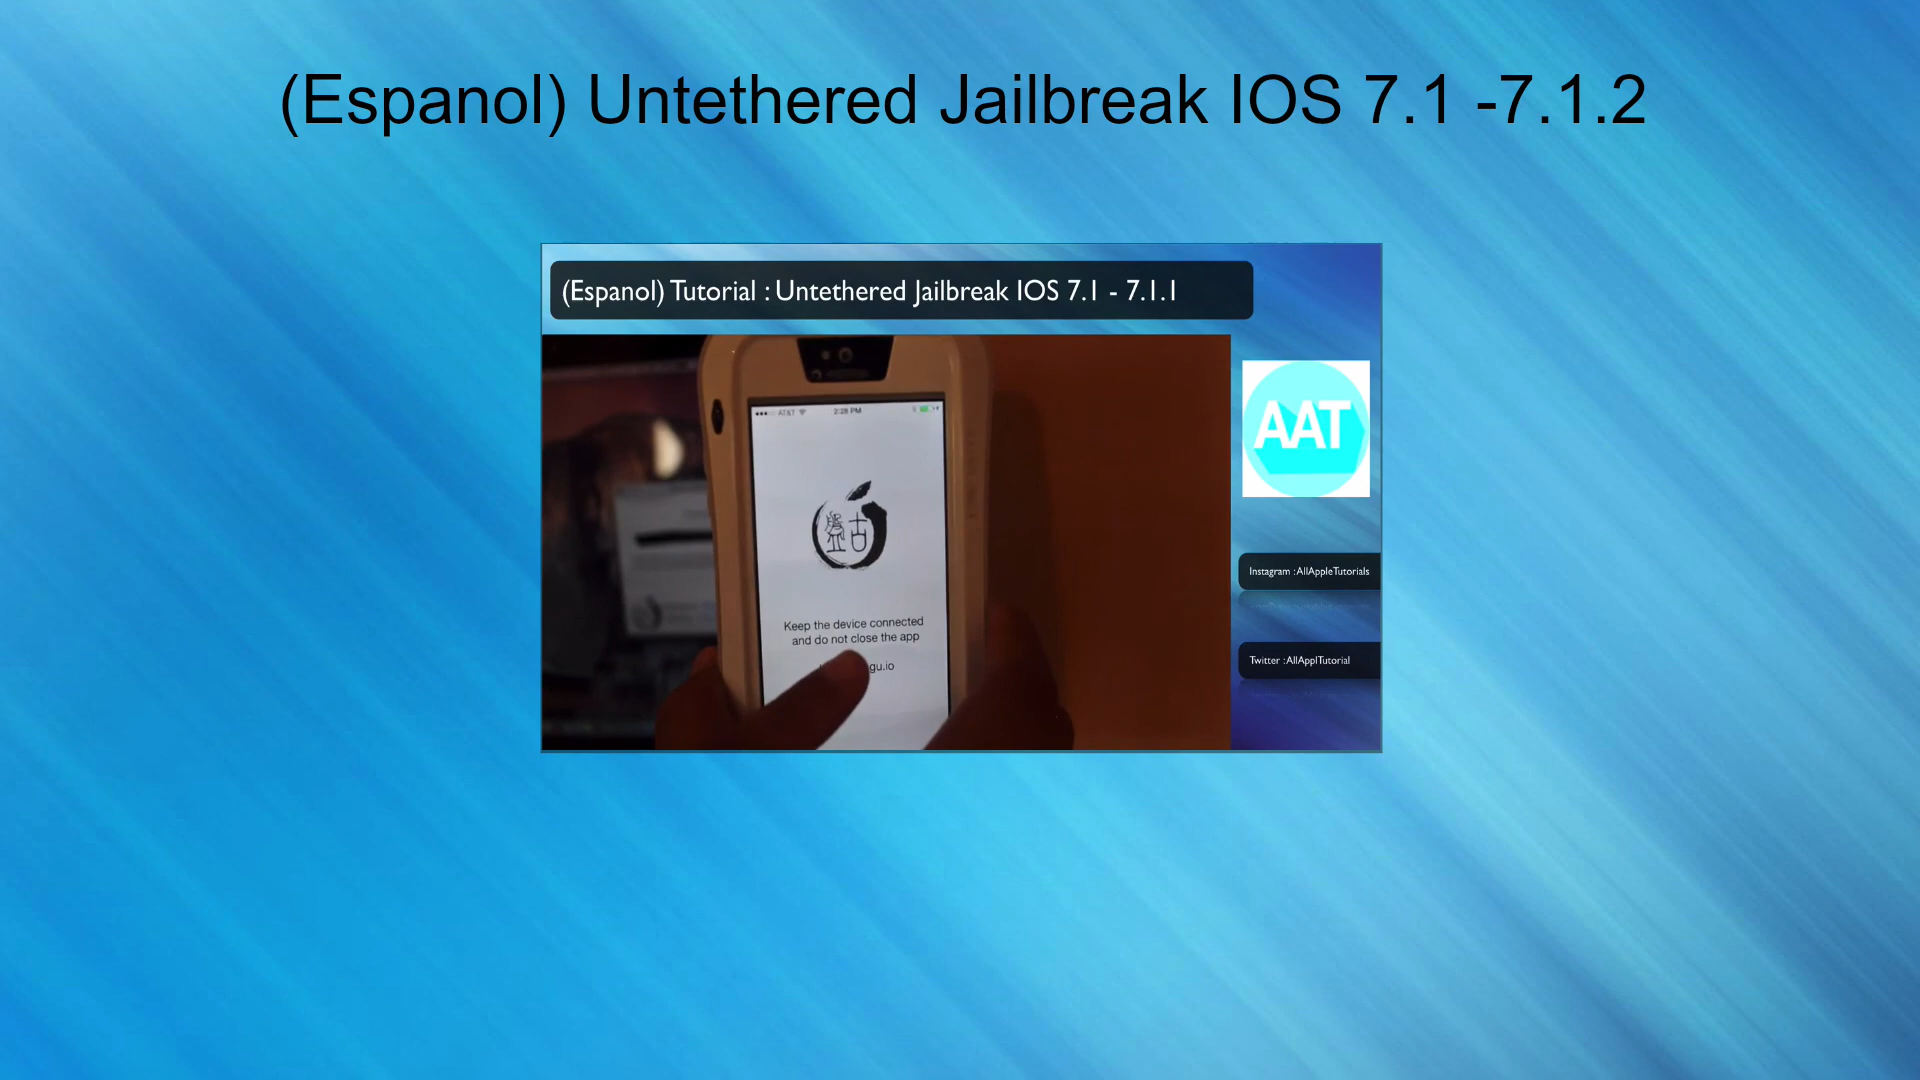 (Espanol) Untethered Jailbreak IOS 7.1 -7.1.2
(Espanol) Tutorial : Untethered Jailbreak IOS 7.1 - 7.1.1
AT&T 2:28 PM
盤古
Keep the device connected
and do not close the app
gu.io
AAT
Instagram : AllAppleTutorials
Twitter : AllApplTutorial